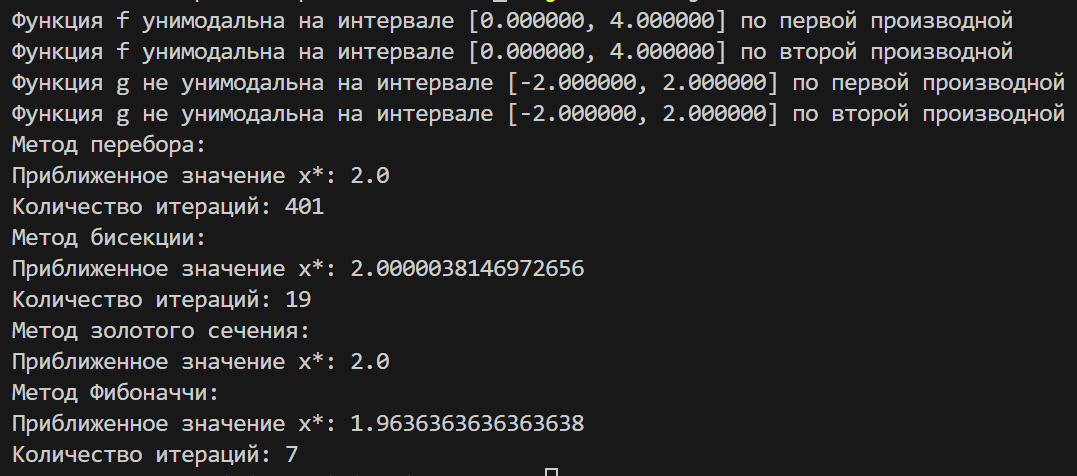 Функция f унимодальна на интервале [0.000000, 4.000000] по первой производной
Функция f унимодальна на интервале [0.000000, 4.000000] по второй производной
Функция g не унимодальна на интервале [-2.000000, 2.000000] по первой производной
Функция g не унимодальна на интервале [-2.000000, 2.000000] по второй производной
Метод перебора:
Приближенное значение x*: 2.0
Количество итераций: 401
Метод бисекции:
Приближенное значение x*: 2.0000038146972656
Количество итераций: 19
Метод золотого сечения:
Приближенное значение x*: 2.0
Метод Фибоначчи:
Приближенное значение x*: 1.9636363636363638
Количество итераций: 7